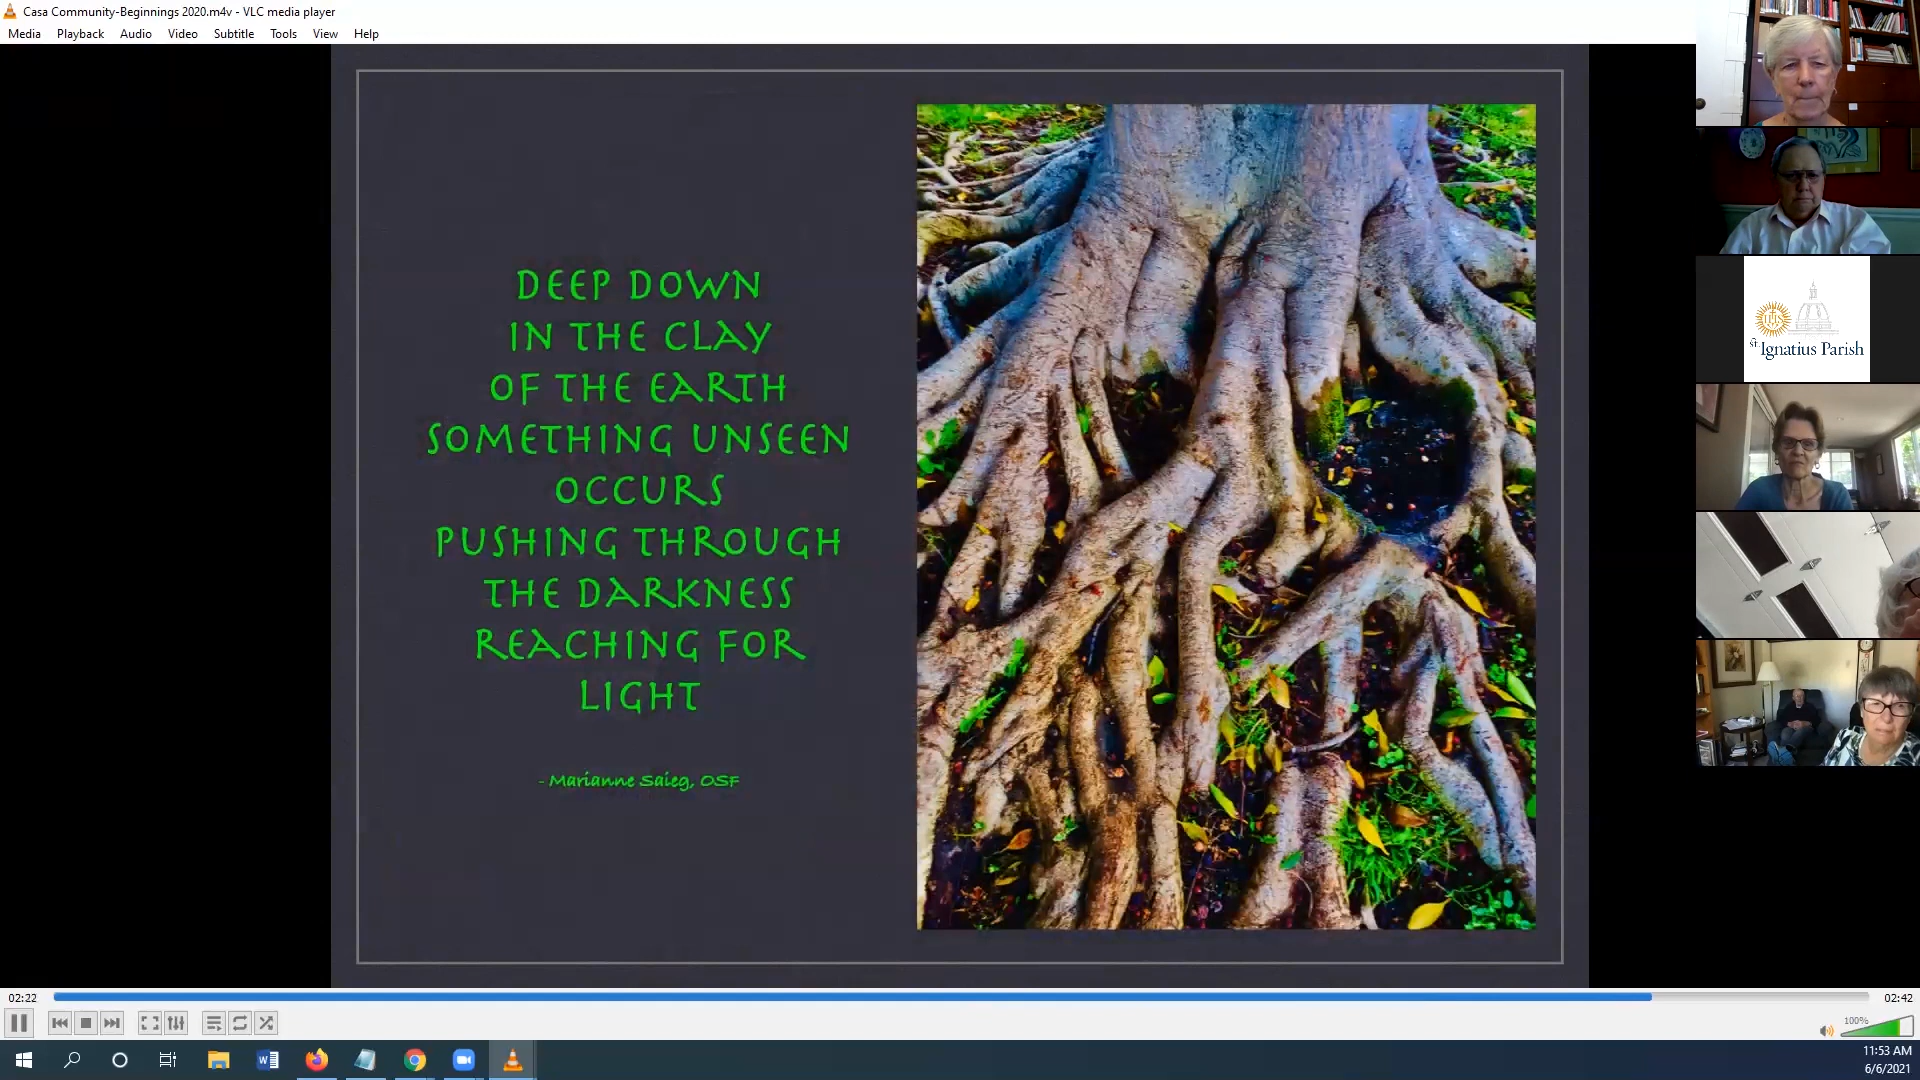 Casa Community-Beginnings 2020.m4v - VLC media player
Media Playback Audio Video Subtitle Tools View Help
DEEP DOWN
IN THE CLAY
OF THE EARTH
SOMETHING UNSEEN
OCCURS
PUSHING THROUGH
THE DARKNESS
REACHING FOR
LIGHT
- Marianne Saieg, OSF
IHS
St. Ignatius Parish
02:22
02:42
100%
11:53 AM
6/6/2021